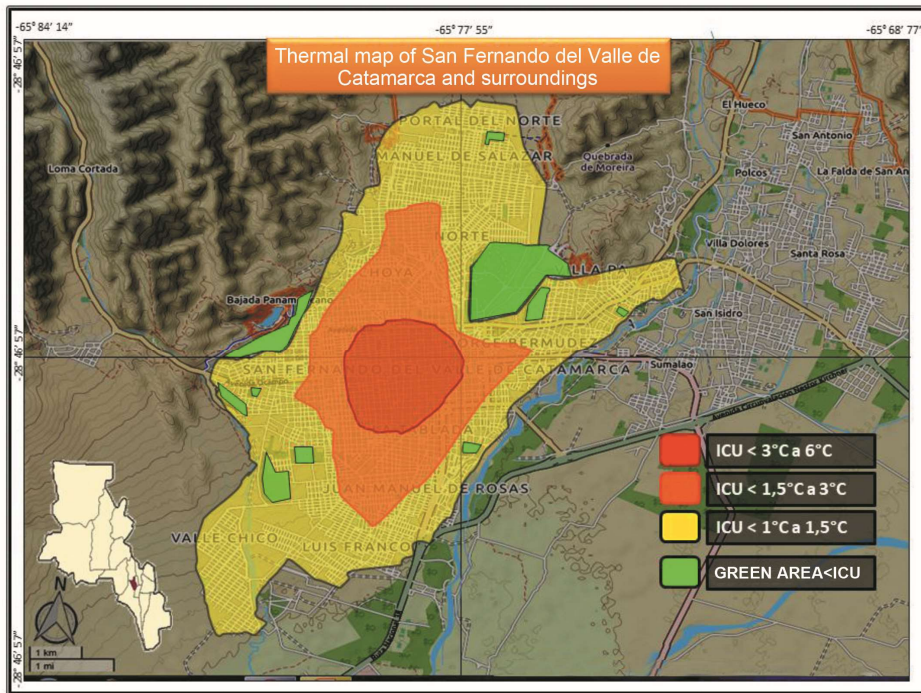 -65° 84' 14"
-65° 77' 55"
-65° 68' 77"
-28° 46' 57"
Thermal map of San Fernando del Valle de
Catamarca and surroundings
PORTAL DEL NORTE
El Hueco
San Antonio
MANUEL DE SALAZAR
Quebrada
de Moreira
Loma Cortada
Polcos
La Falda de San An
NORTE
Villa Dolores
Santa Rosa
CHOYA
Bajada Panam
cano
San Isidro
-28° 46' 57"
BERMÚDEZ
SAN FERNAN
VALLE DE CATAMARCA
Sumalao
ICU < 3°C a 6°C
ICU < 1,5°C a 3°C
JUAN MANUEL DE ROSAS
ICU < 1°C a 1,5°C
VALLE CHICO
LUIS FRANCO
GREEN AREA<ICU
N
-28° 46' 57"
1 km
1 mi